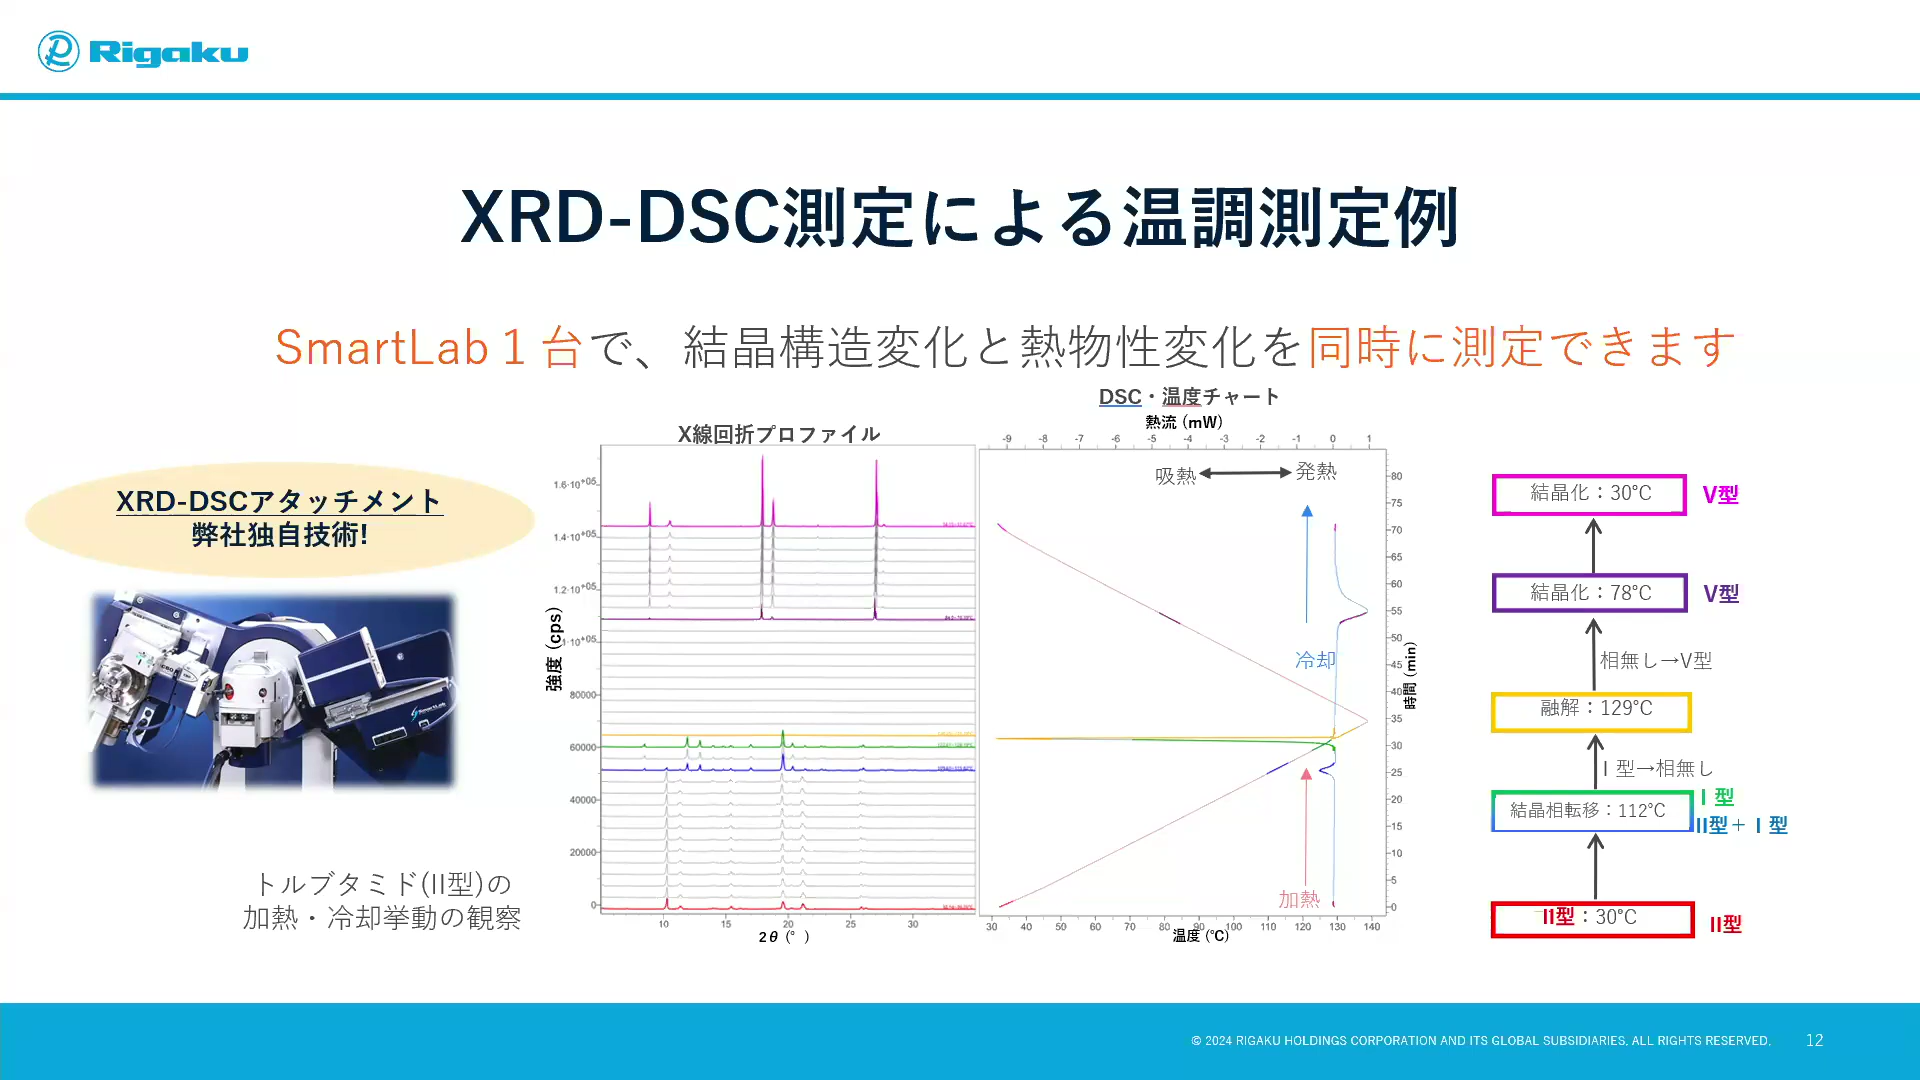 Rigaku
XRD-DSC測定による温調測定例
SmartLab 1 台で、結晶構造変化と熱物性変化を同時に測定できます
XRD-DSCアタッチメント
弊社独自技術!
SmartLab
トルブタミド(II型)の
加熱・冷却挙動の観察
X線回折プロファイル
強度 (cps)
1.6·10+05
1.4·10+05
1.2·10+05
1·10+05
80000
60000
40000
20000
0
10 15 20 25 30
2θ (° )
DSC・温度チャート
熱流 (mW)
-9 -8 -7 -6 -5 -4 -3 -2 -1 0 1
吸熱 発熱
冷却
加熱
80
75
70
65
60
55
50
45
40
35
30
25
20
15
10
5
0
時間 (min)
30 40 50 60 70 80 90 100 110 120 130 140
温度 (℃)
結晶化：30℃ V型
結晶化：78℃ V型
相無し→V型
融解：129℃
I 型→相無し
I 型
結晶相転移：112℃
II型＋ I 型
II型：30℃ II型
© 2024 RIGAKU HOLDINGS CORPORATION AND ITS GLOBAL SUBSIDIARIES. ALL RIGHTS RESERVED. 12